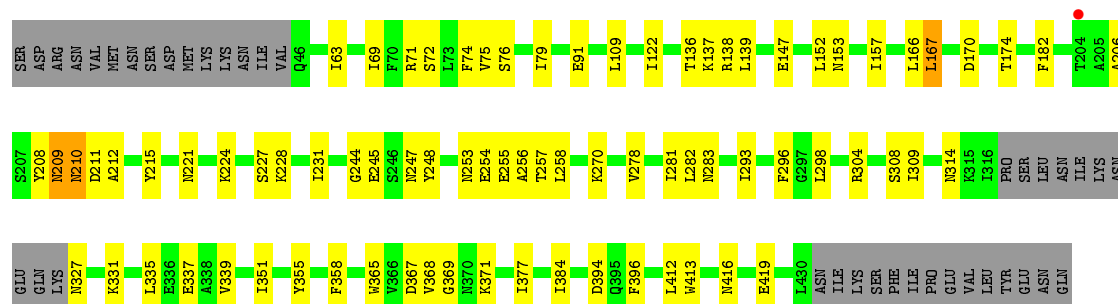 SER ASP ARG ASN VAL MET ASN SER ASP MET LYS LYS ASN ILE VAL Q46 I63 I69 F70 R71 S72 L73 F74 V75 S76 I79 E91 L109 I122 T136 K137 R138 L139 E147 L152 N153 I157 L166 L167 D170 T174 F182 T204 A205 A206
S207 Y208 N209 N210 D211 A212 Y215 N221 K224 S227 K228 I231 G244 E245 S246 N247 Y248 N253 E254 E255 A256 T257 L258 K270 V278 I281 L282 N283 I293 F296 G297 L298 R304 S308 I309 N314 K315 I316 PRO SER LEU ASN ILE LYS ASN
GLU GLN LYS N327 K331 L335 E336 E337 A338 V339 I351 Y355 F358 W365 V366 D367 V368 G369 N370 K371 I377 I384 D394 Q395 F396 L412 W413 N416 E419 L430 ASN ILE LYS SER PHE ILE PRO GLU VAL LEU TYR GLU ASN GLN